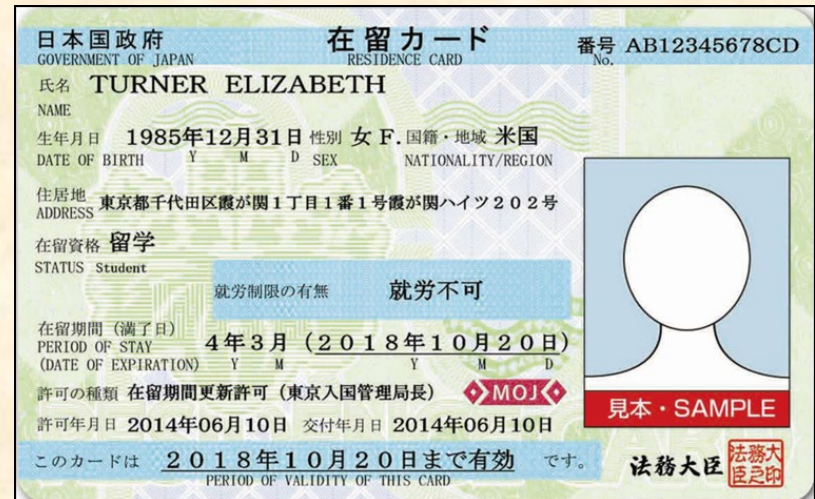 日本国政府 在留カード 番号 AB12345678CD
GOVERNMENT OF JAPAN RESIDENCE CARD No.
氏名 TURNER ELIZABETH
NAME
生年月日 1985年12月31日 性別 女 F. 国籍・地域 米国
DATE OF BIRTH Y M D SEX NATIONALITY/REGION
住居地 東京都千代田区霞が関1丁目1番1号霞が関ハイツ202号
ADDRESS
在留資格 留学
STATUS Student
就労制限の有無 就労不可
在留期間(満了日)
PERIOD OF STAY 4年3月(2018年10月20日)
(DATE OF EXPIRATION) Y M Y M D
許可の種類 在留期間更新許可(東京入国管理局長) MOJ
見本・SAMPLE
許可年月日 2014年06月10日 交付年月日 2014年06月10日
このカードは 2018年10月20日まで有効 です。
PERIOD OF VALIDITY OF THIS CARD
法務大臣 法務大
臣之印